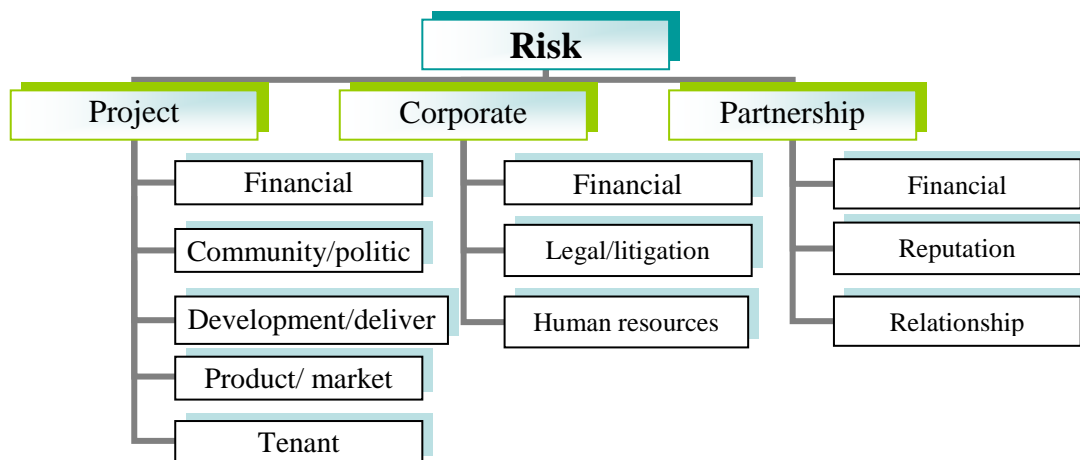 Risk
Project
Corporate
Partnership
Financial
Community/politic
Development/deliver
Product/ market
Tenant
Financial
Legal/litigation
Human resources
Financial
Reputation
Relationship